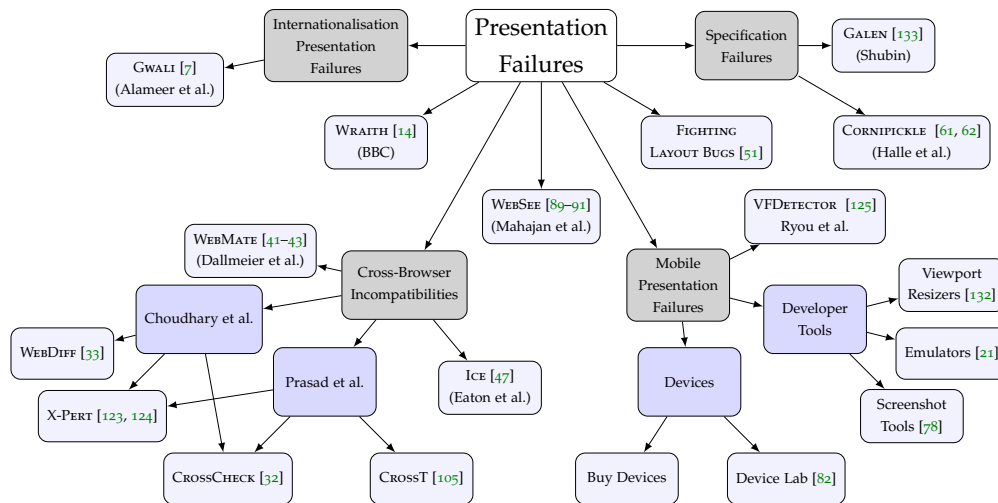 Internationalisation
Presentation
Failures
Presentation
Failures
Specification
Failures
GALEN [133]
(Shubin)
GWALI [7]
(Alameer et al.)
WRAITH [14]
(BBC)
FIGHTING
LAYOUT BUGS [51]
CORNIPICKLE [61, 62]
(Halle et al.)
WEBSEE [89–91]
(Mahajan et al.)
VFDETECTOR [125]
Ryou et al.
WEBMATE [41–43]
(Dallmeier et al.)
Cross-Browser
Incompatibilities
Mobile
Presentation
Failures
Viewport
Resizers [132]
Choudhary et al.
Developer
Tools
WEBDIFF [33]
Emulators [21]
Prasad et al.
ICE [47]
(Eaton et al.)
Devices
X-PERT [123, 124]
Screenshot
Tools [78]
CROSSCHECK [32]
CROSST [105]
Buy Devices
Device Lab [82]